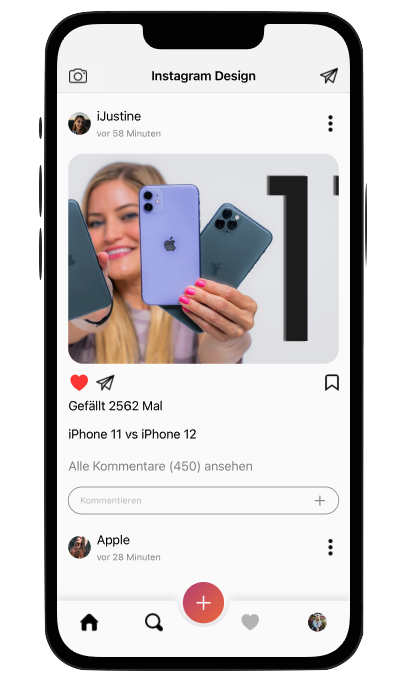 Instagram Design
iJustine
vor 58 Minuten
11
Gefällt 2562 Mal
iPhone 11 vs iPhone 12
Alle Kommentare (450) ansehen
Kommentieren
Apple
vor 28 Minuten